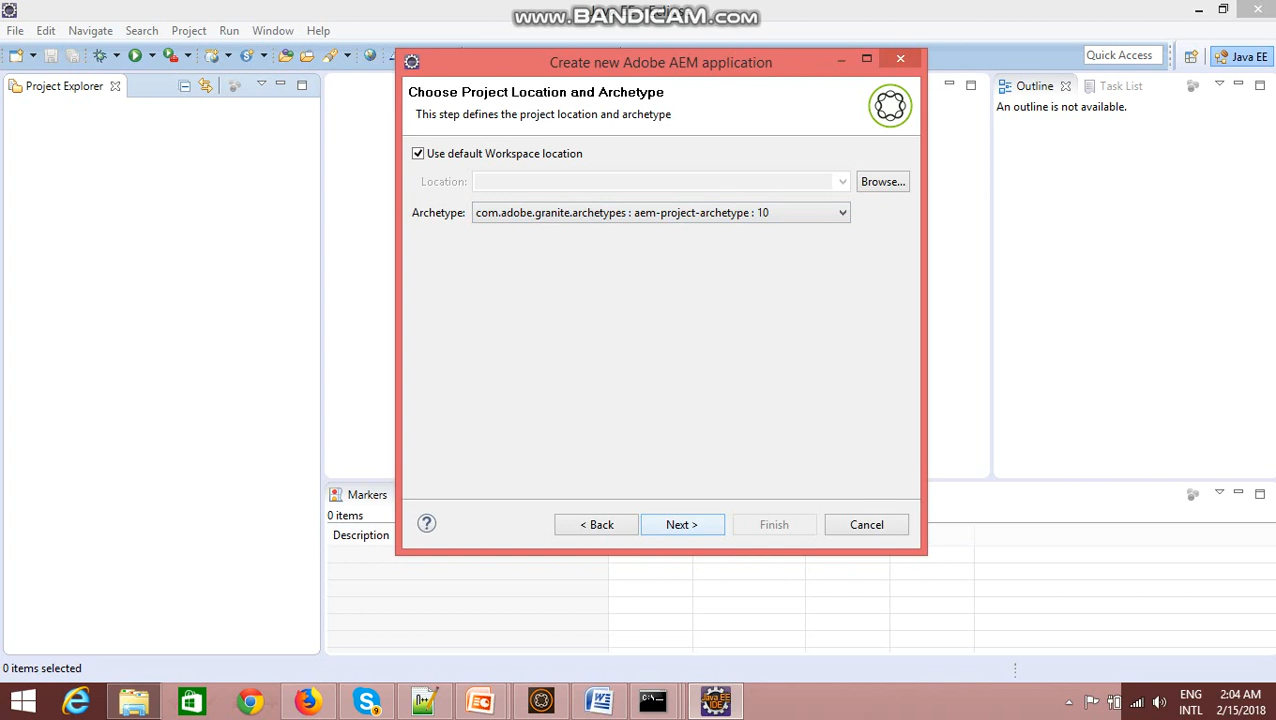 www.BANDICAM.com
File Edit Navigate Search Project Run Window Help
Quick Access
Java EE
Project Explorer
Create new Adobe AEM application
Choose Project Location and Archetype
This step defines the project location and archetype
Use default Workspace location
Location:
Browse...
Archetype: com.adobe.granite.archetypes : aem-project-archetype : 10
< Back Next > Finish Cancel
Outline Task List
An outline is not available.
Markers
0 items
Description
0 items selected
ENG 2:04 AM
INTL 2/15/2018